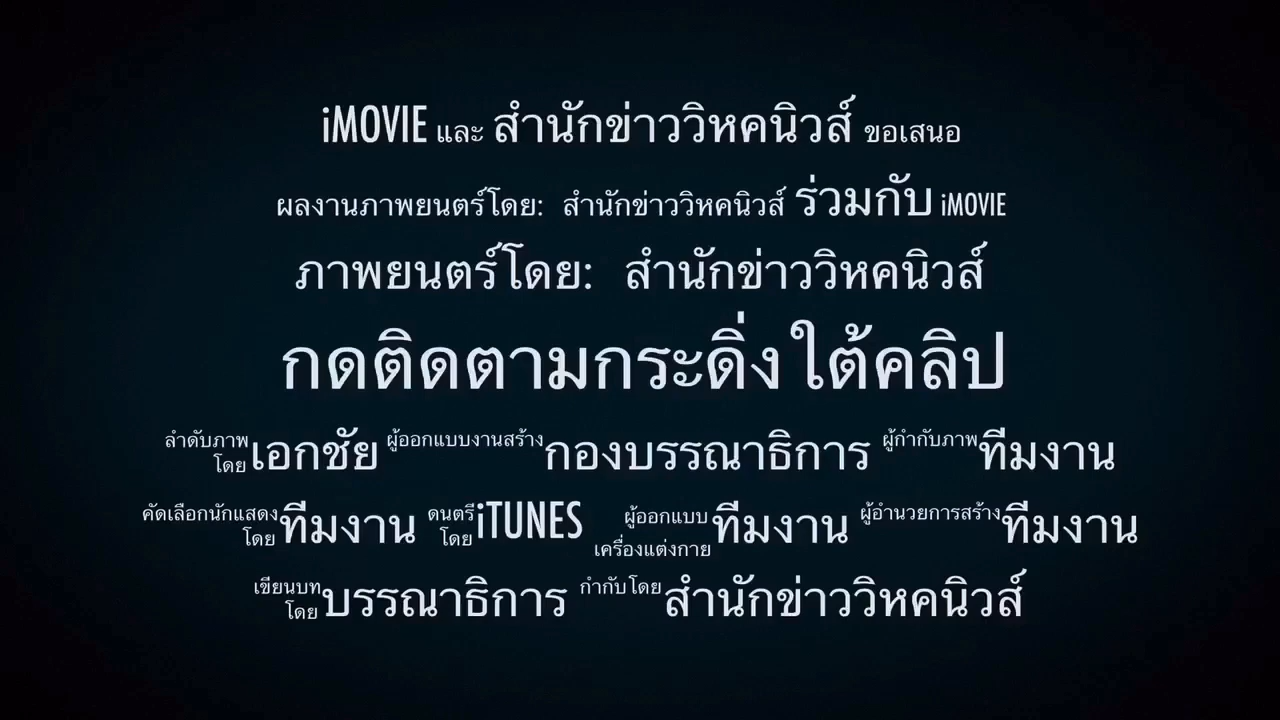 iMOVIE และ สำนักข่าววิหคนิวส์ ขอเสนอ
ผลงานภาพยนตร์โดย: สำนักข่าววิหคนิวส์ ร่วมกับ iMOVIE
ภาพยนตร์โดย: สำนักข่าววิหคนิวส์
กดติดตามกระดิ่ง ใต้คลิป
ลำดับภาพโดย เอกชัย ผู้ออกแบบงานสร้าง กองบรรณาธิการ ผู้กำกับภาพ ทีมงาน
คัดเลือกนักแสดงโดย ทีมงาน ดนตรีโดย iTUNES ผู้ออกแบบเครื่องแต่งกาย ทีมงาน ผู้อำนวยการสร้าง ทีมงาน
เขียนบทโดย บรรณาธิการ กำกับโดย สำนักข่าววิหคนิวส์